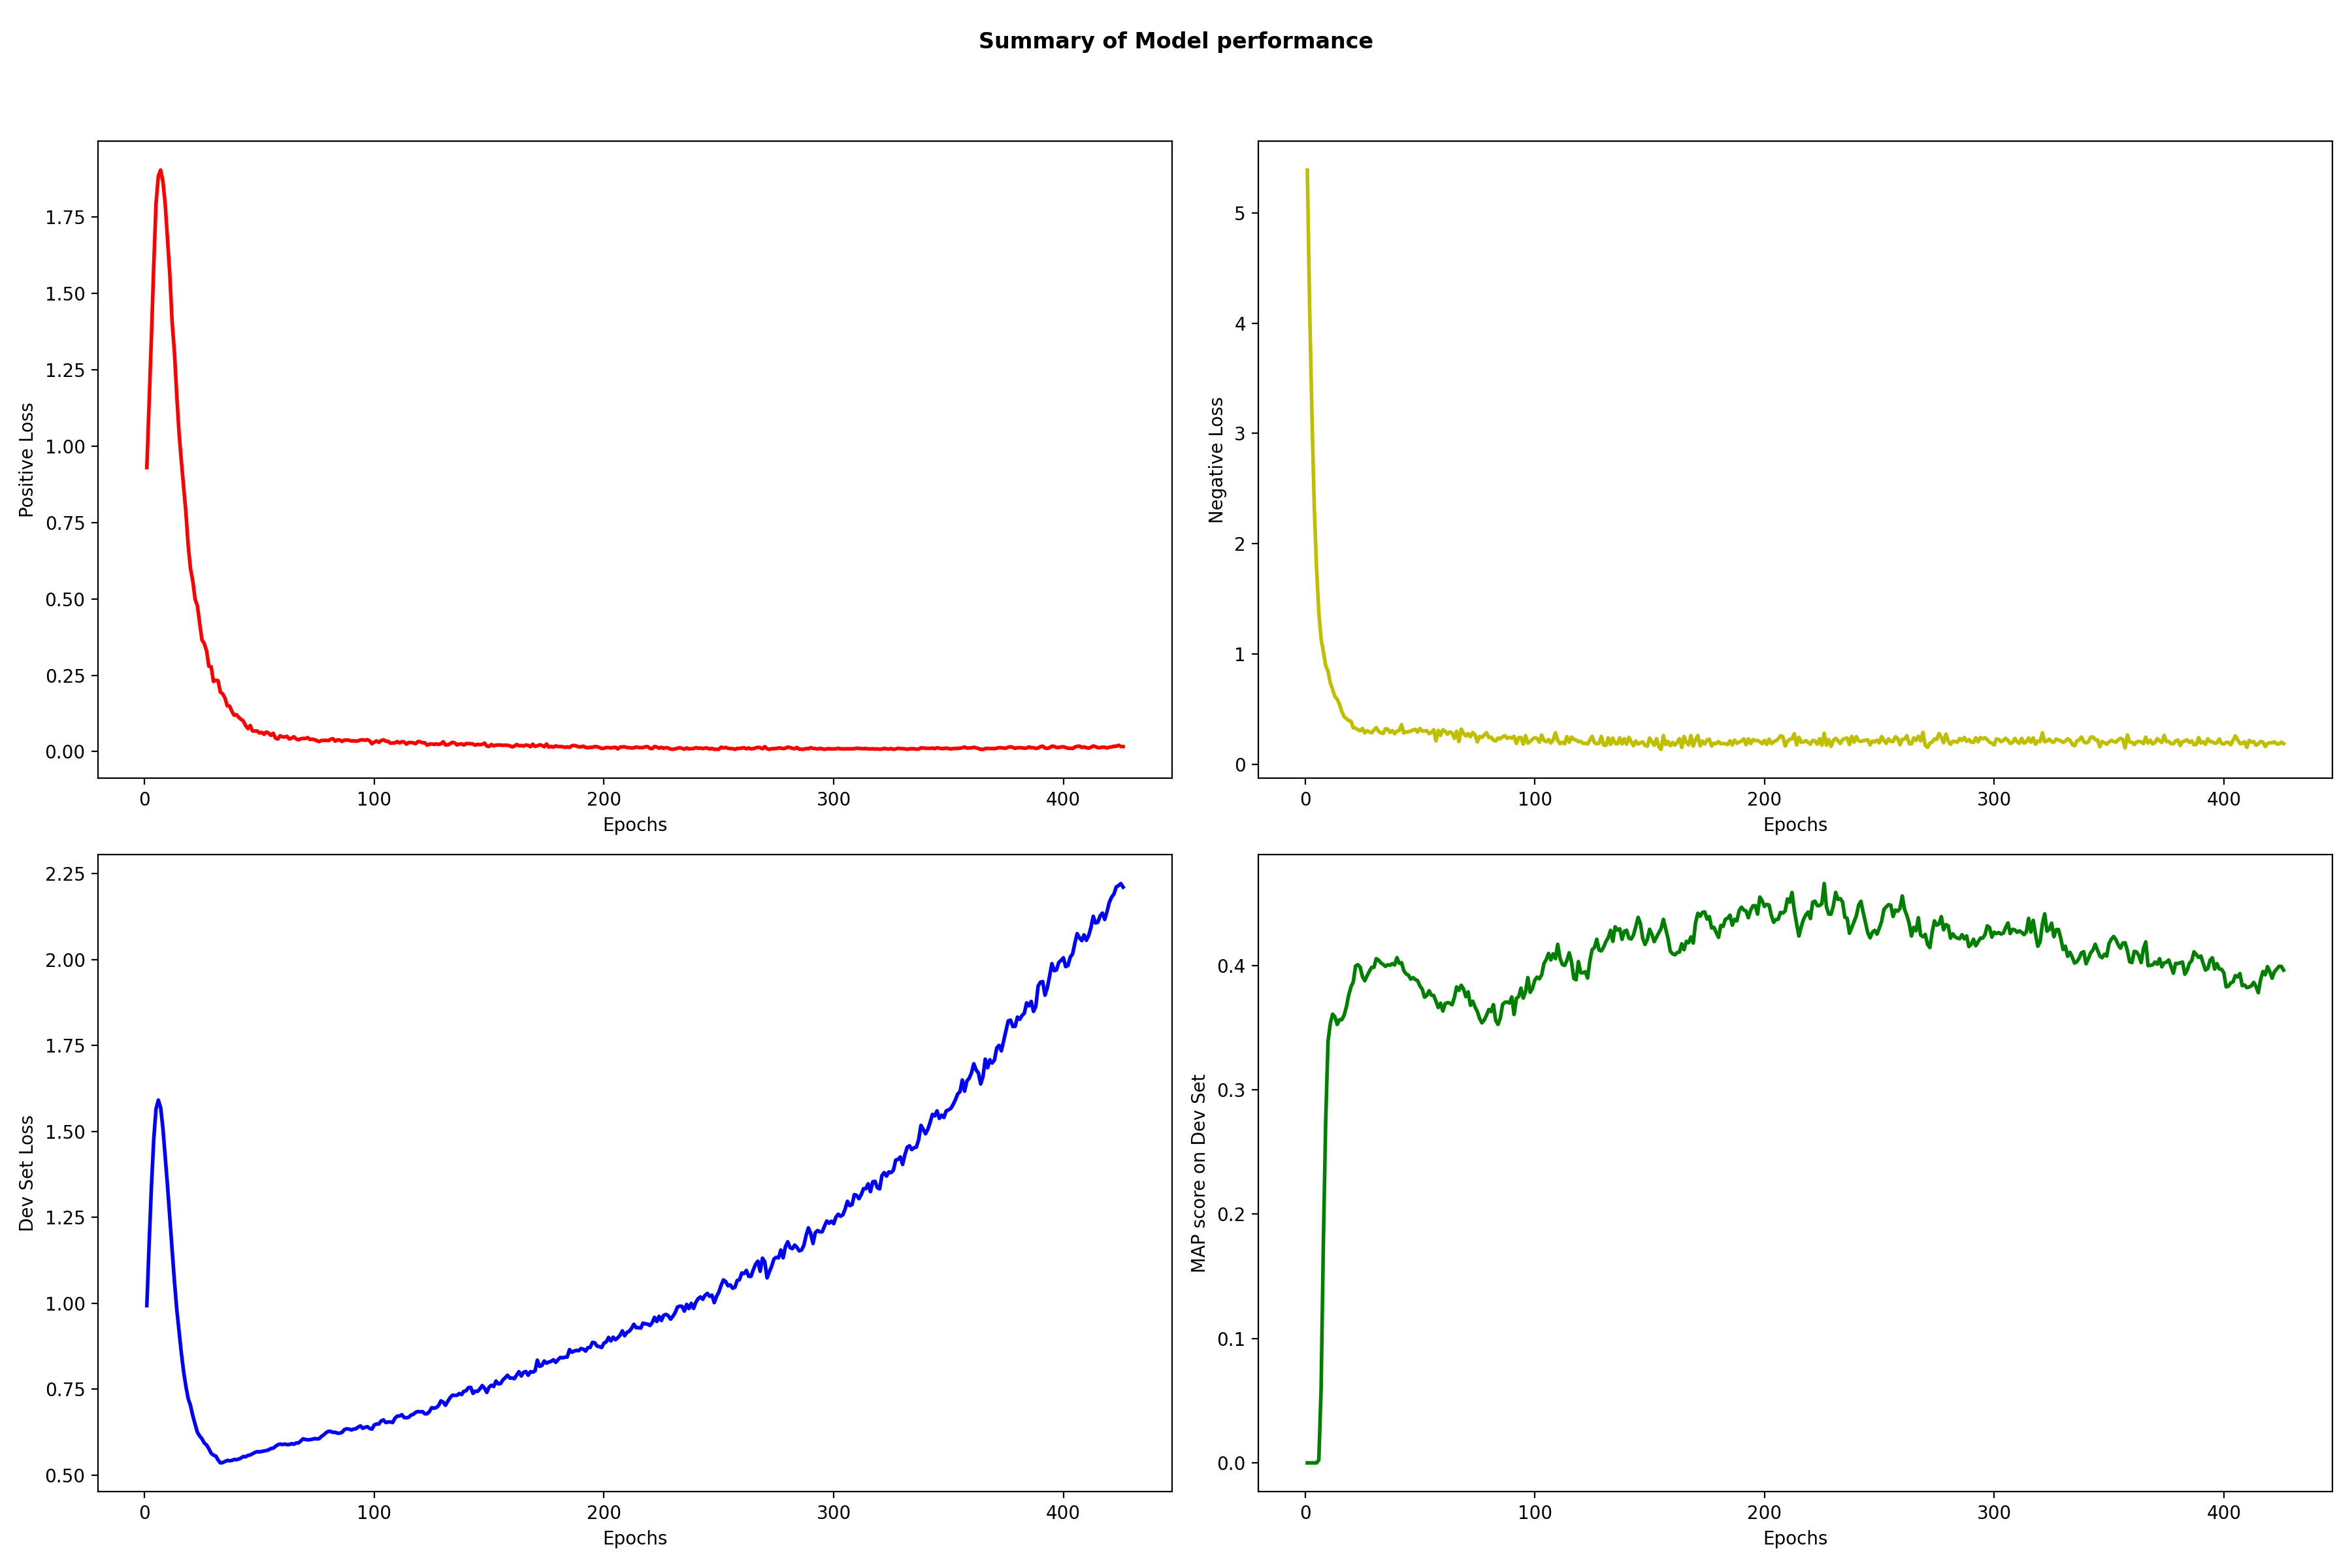 Summary of Model performance
Positive Loss
1.75
1.50
1.25
1.00
0.75
0.50
0.25
0.00
0 100 200 300 400
Epochs
Negative Loss
5
4
3
2
1
0
0 100 200 300 400
Epochs
Dev Set Loss
2.25
2.00
1.75
1.50
1.25
1.00
0.75
0.50
0 100 200 300 400
Epochs
MAP score on Dev Set
0.4
0.3
0.2
0.1
0.0
0 100 200 300 400
Epochs